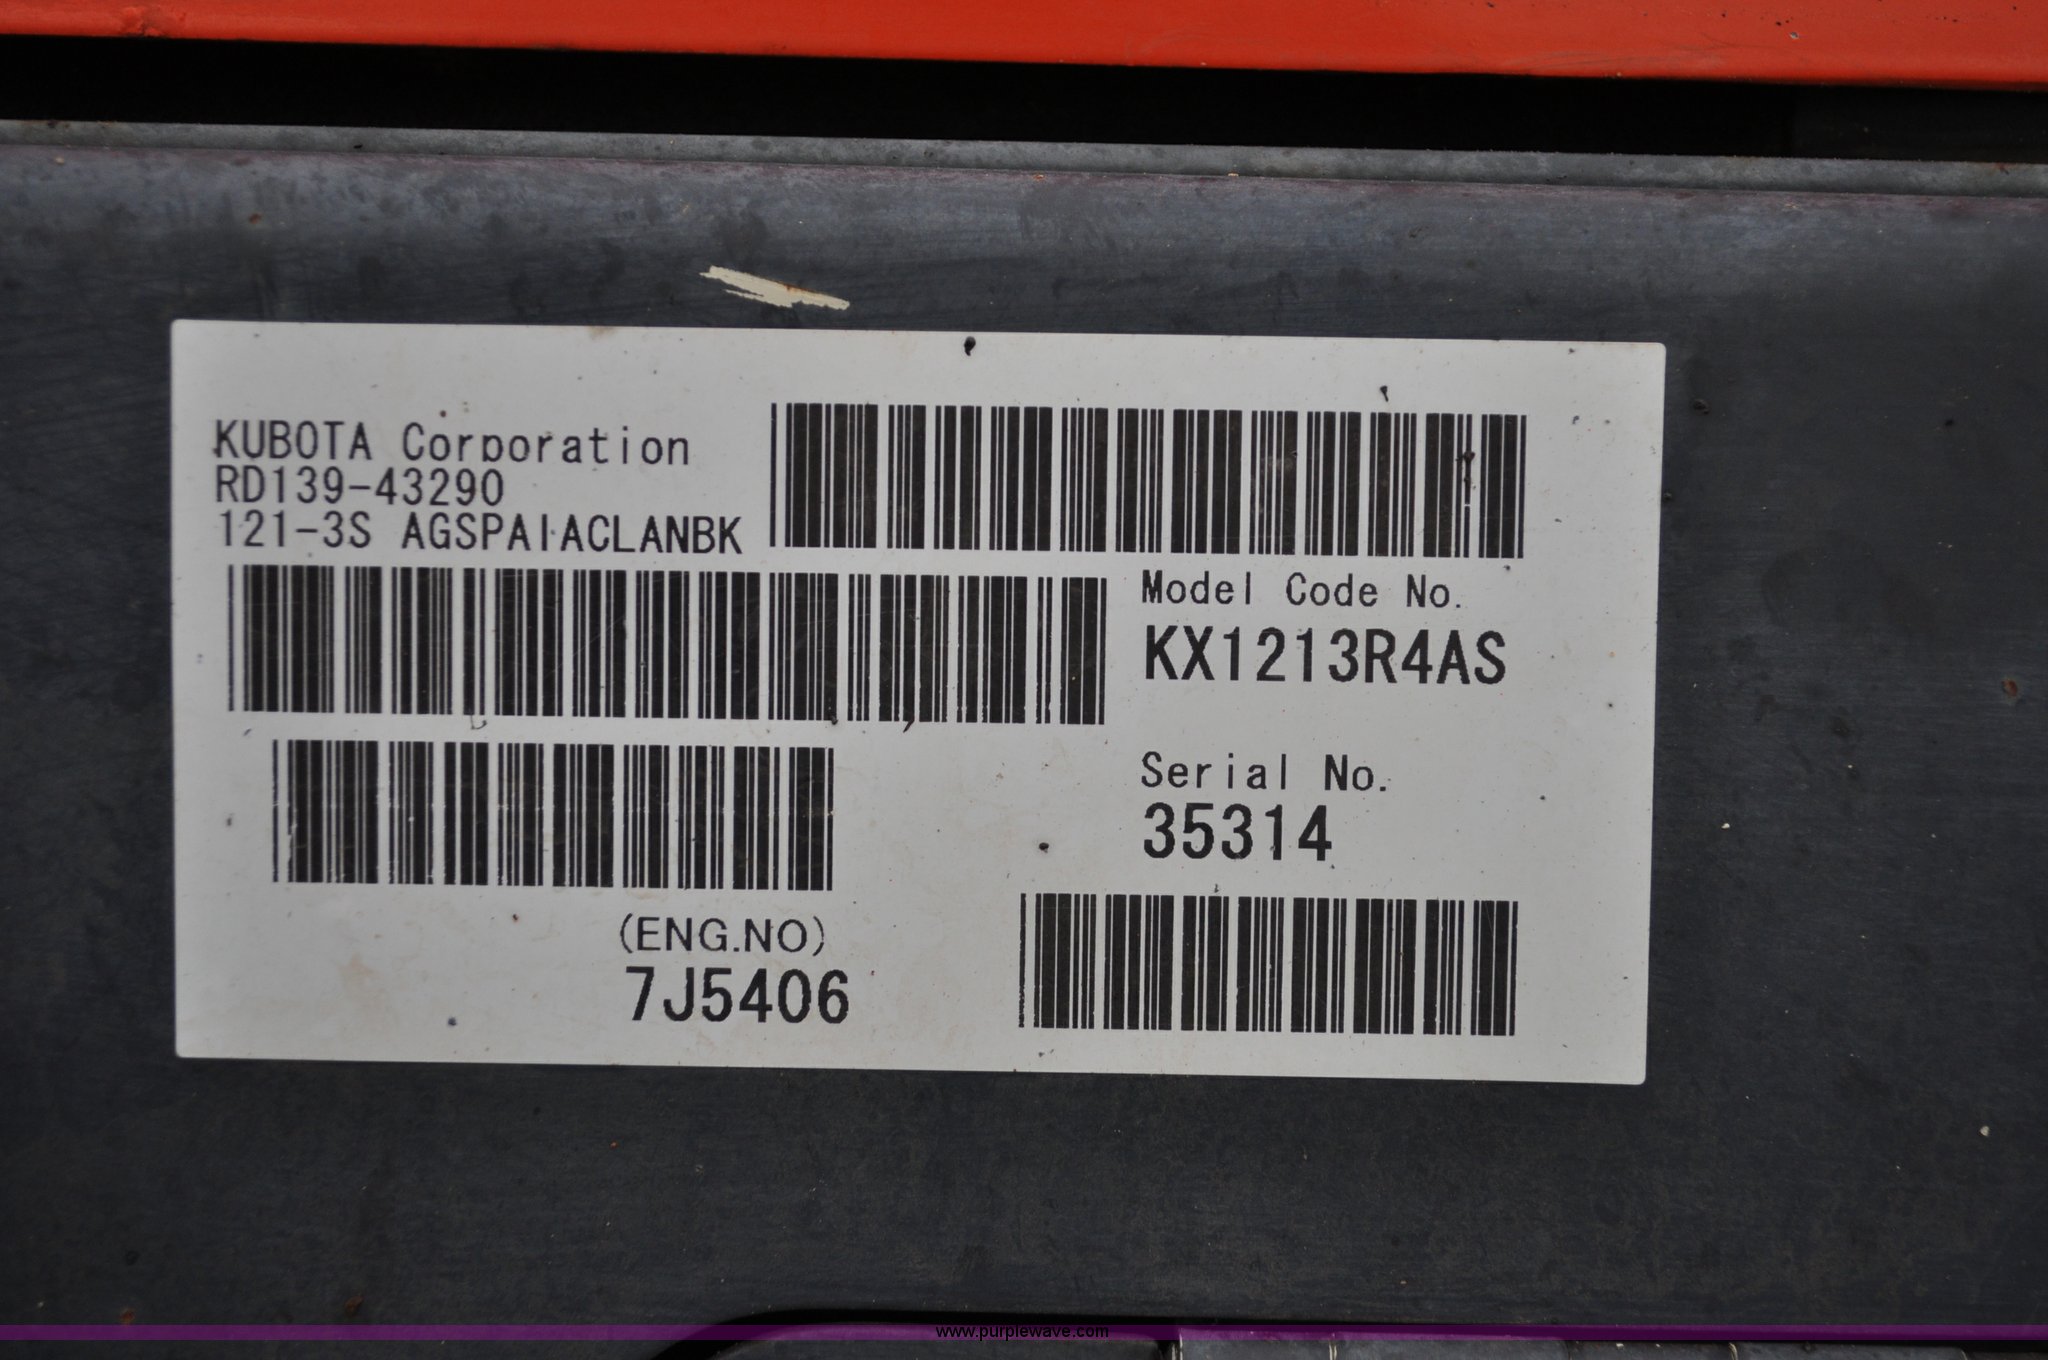 KUBOTA Corporation
RD139-43290
121-3S AGSPAIACLANBK
Model Code No.
KX1213R4AS
Serial No.
35314
(ENG.NO)
7J5406
www.purplewave.com